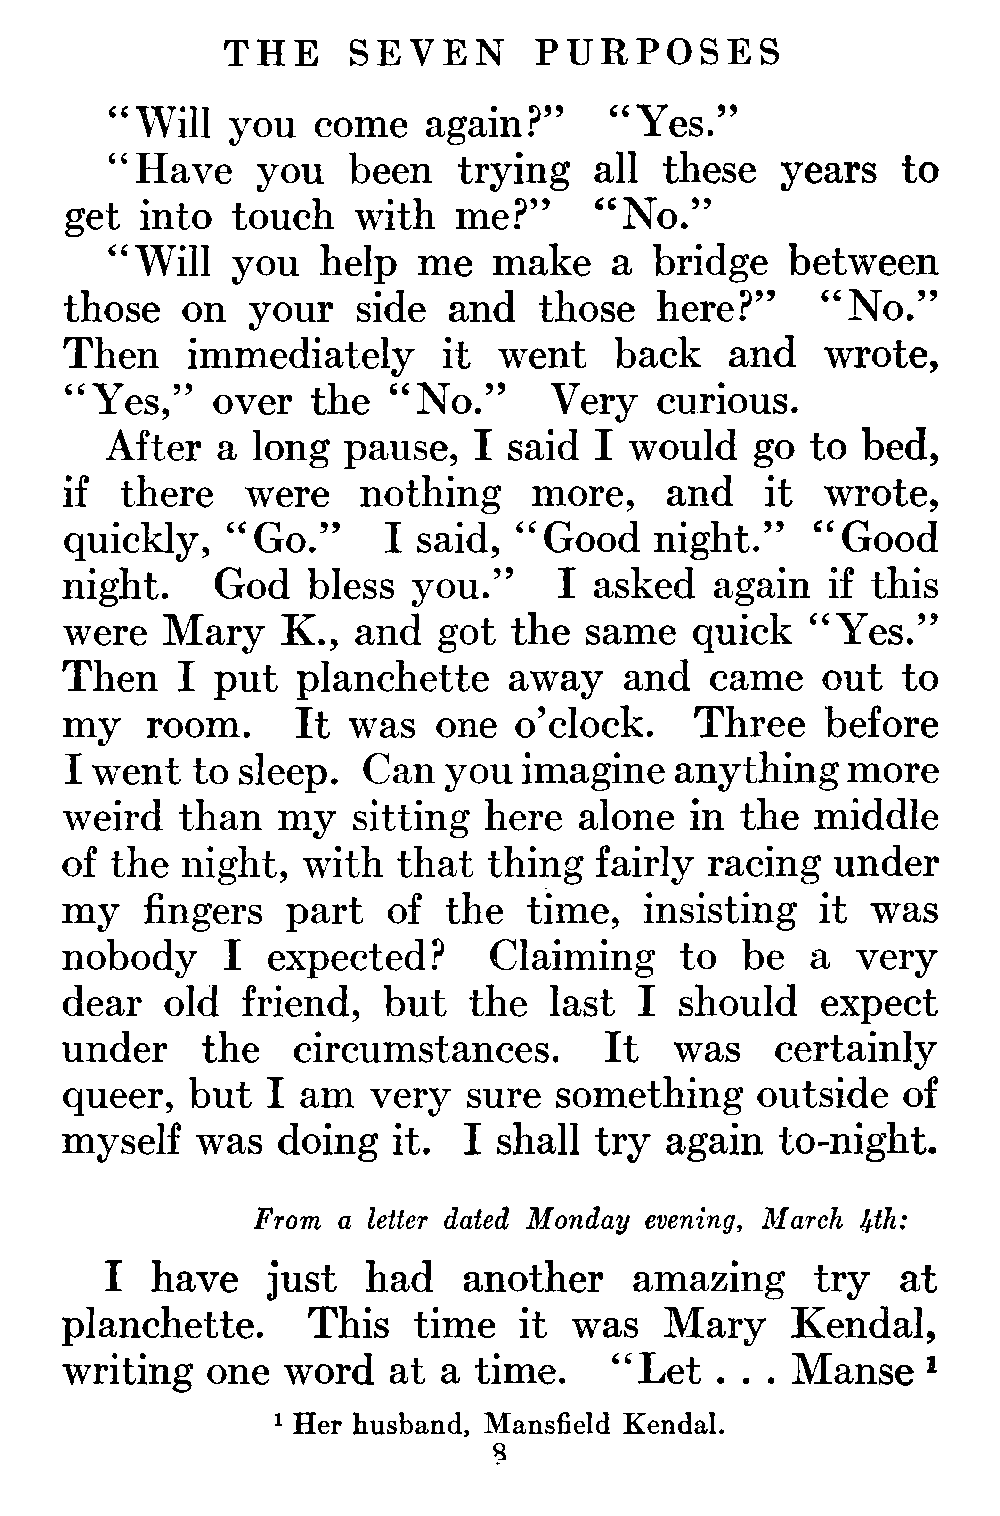 THE SEVEN PURPOSES
“Will you come again?” “Yes.”
“Have you been trying all these years to
get into touch with me?” “No.”
“Will you help me make a bridge between
those on your side and those here?” “No.”
Then immediately it went back and wrote,
“Yes,” over the “No.” Very curious.
After a long pause, I said I would go to bed,
if there were nothing more, and it wrote,
quickly, “Go.” I said, “Good night.” “Good
night. God bless you.” I asked again if this
were Mary K., and got the same quick “Yes.”
Then I put planchette away and came out to
my room. It was one o’clock. Three before
I went to sleep. Can you imagine anything more
weird than my sitting here alone in the middle
of the night, with that thing fairly racing under
my fingers part of the time, insisting it was
nobody I expected? Claiming to be a very
dear old friend, but the last I should expect
under the circumstances. It was certainly
queer, but I am very sure something outside of
myself was doing it. I shall try again to-night.
From a letter dated Monday evening, March 4th:
I have just had another amazing try at
planchette. This time it was Mary Kendal,
writing one word at a time. “Let . . . Manse ¹
¹ Her husband, Mansfield Kendal.
8